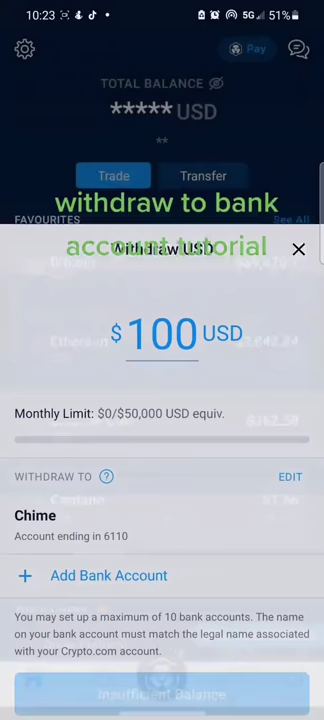 10:23
5G 51%
Pay
TOTAL BALANCE
***** USD
**
Trade
Transfer
withdraw to bank
account tutorial
FAVOURITES
See All
Withdraw USD
$100 USD
Monthly Limit: $0/$50,000 USD equiv.
WITHDRAW TO ?
EDIT
Chime
Account ending in 6110
+ Add Bank Account
You may set up a maximum of 10 bank accounts. The name
on your bank account must match the legal name associated
with your Crypto.com account.
Insufficient Balance